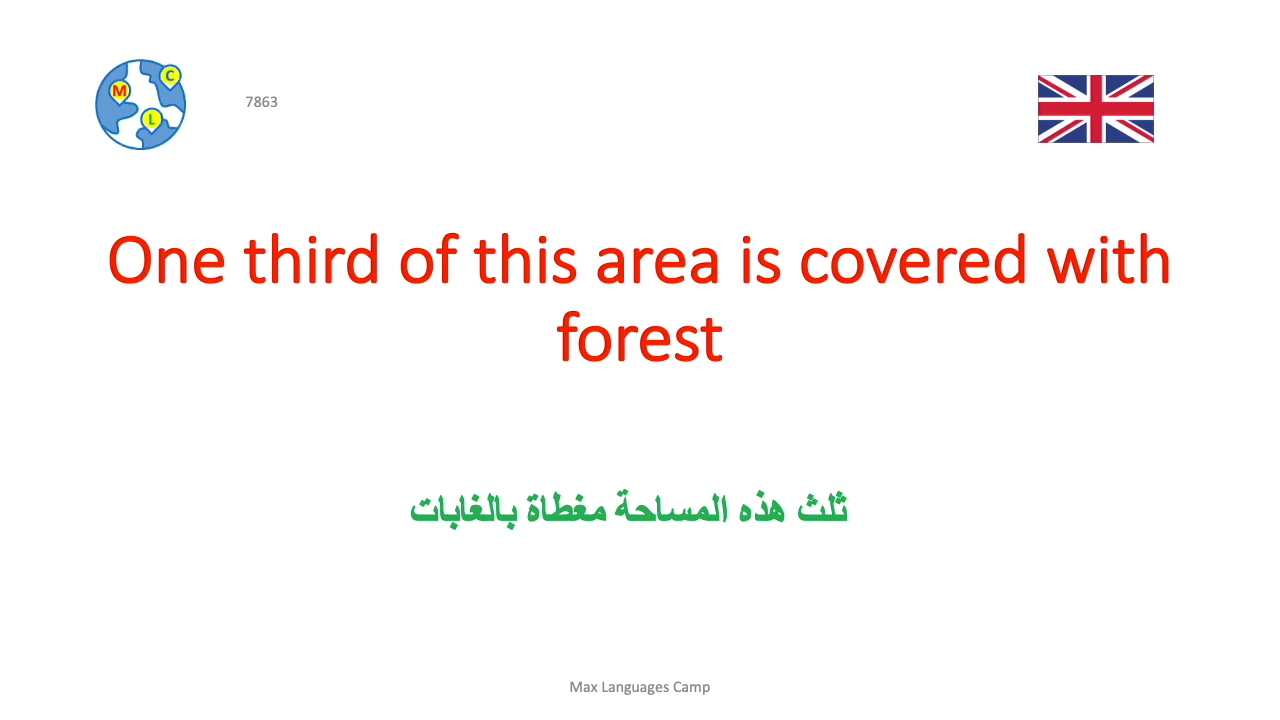 M
C
L
7863
One third of this area is covered with
forest
ثلث هذه المساحة مغطاة بالغابات
Max Languages Camp